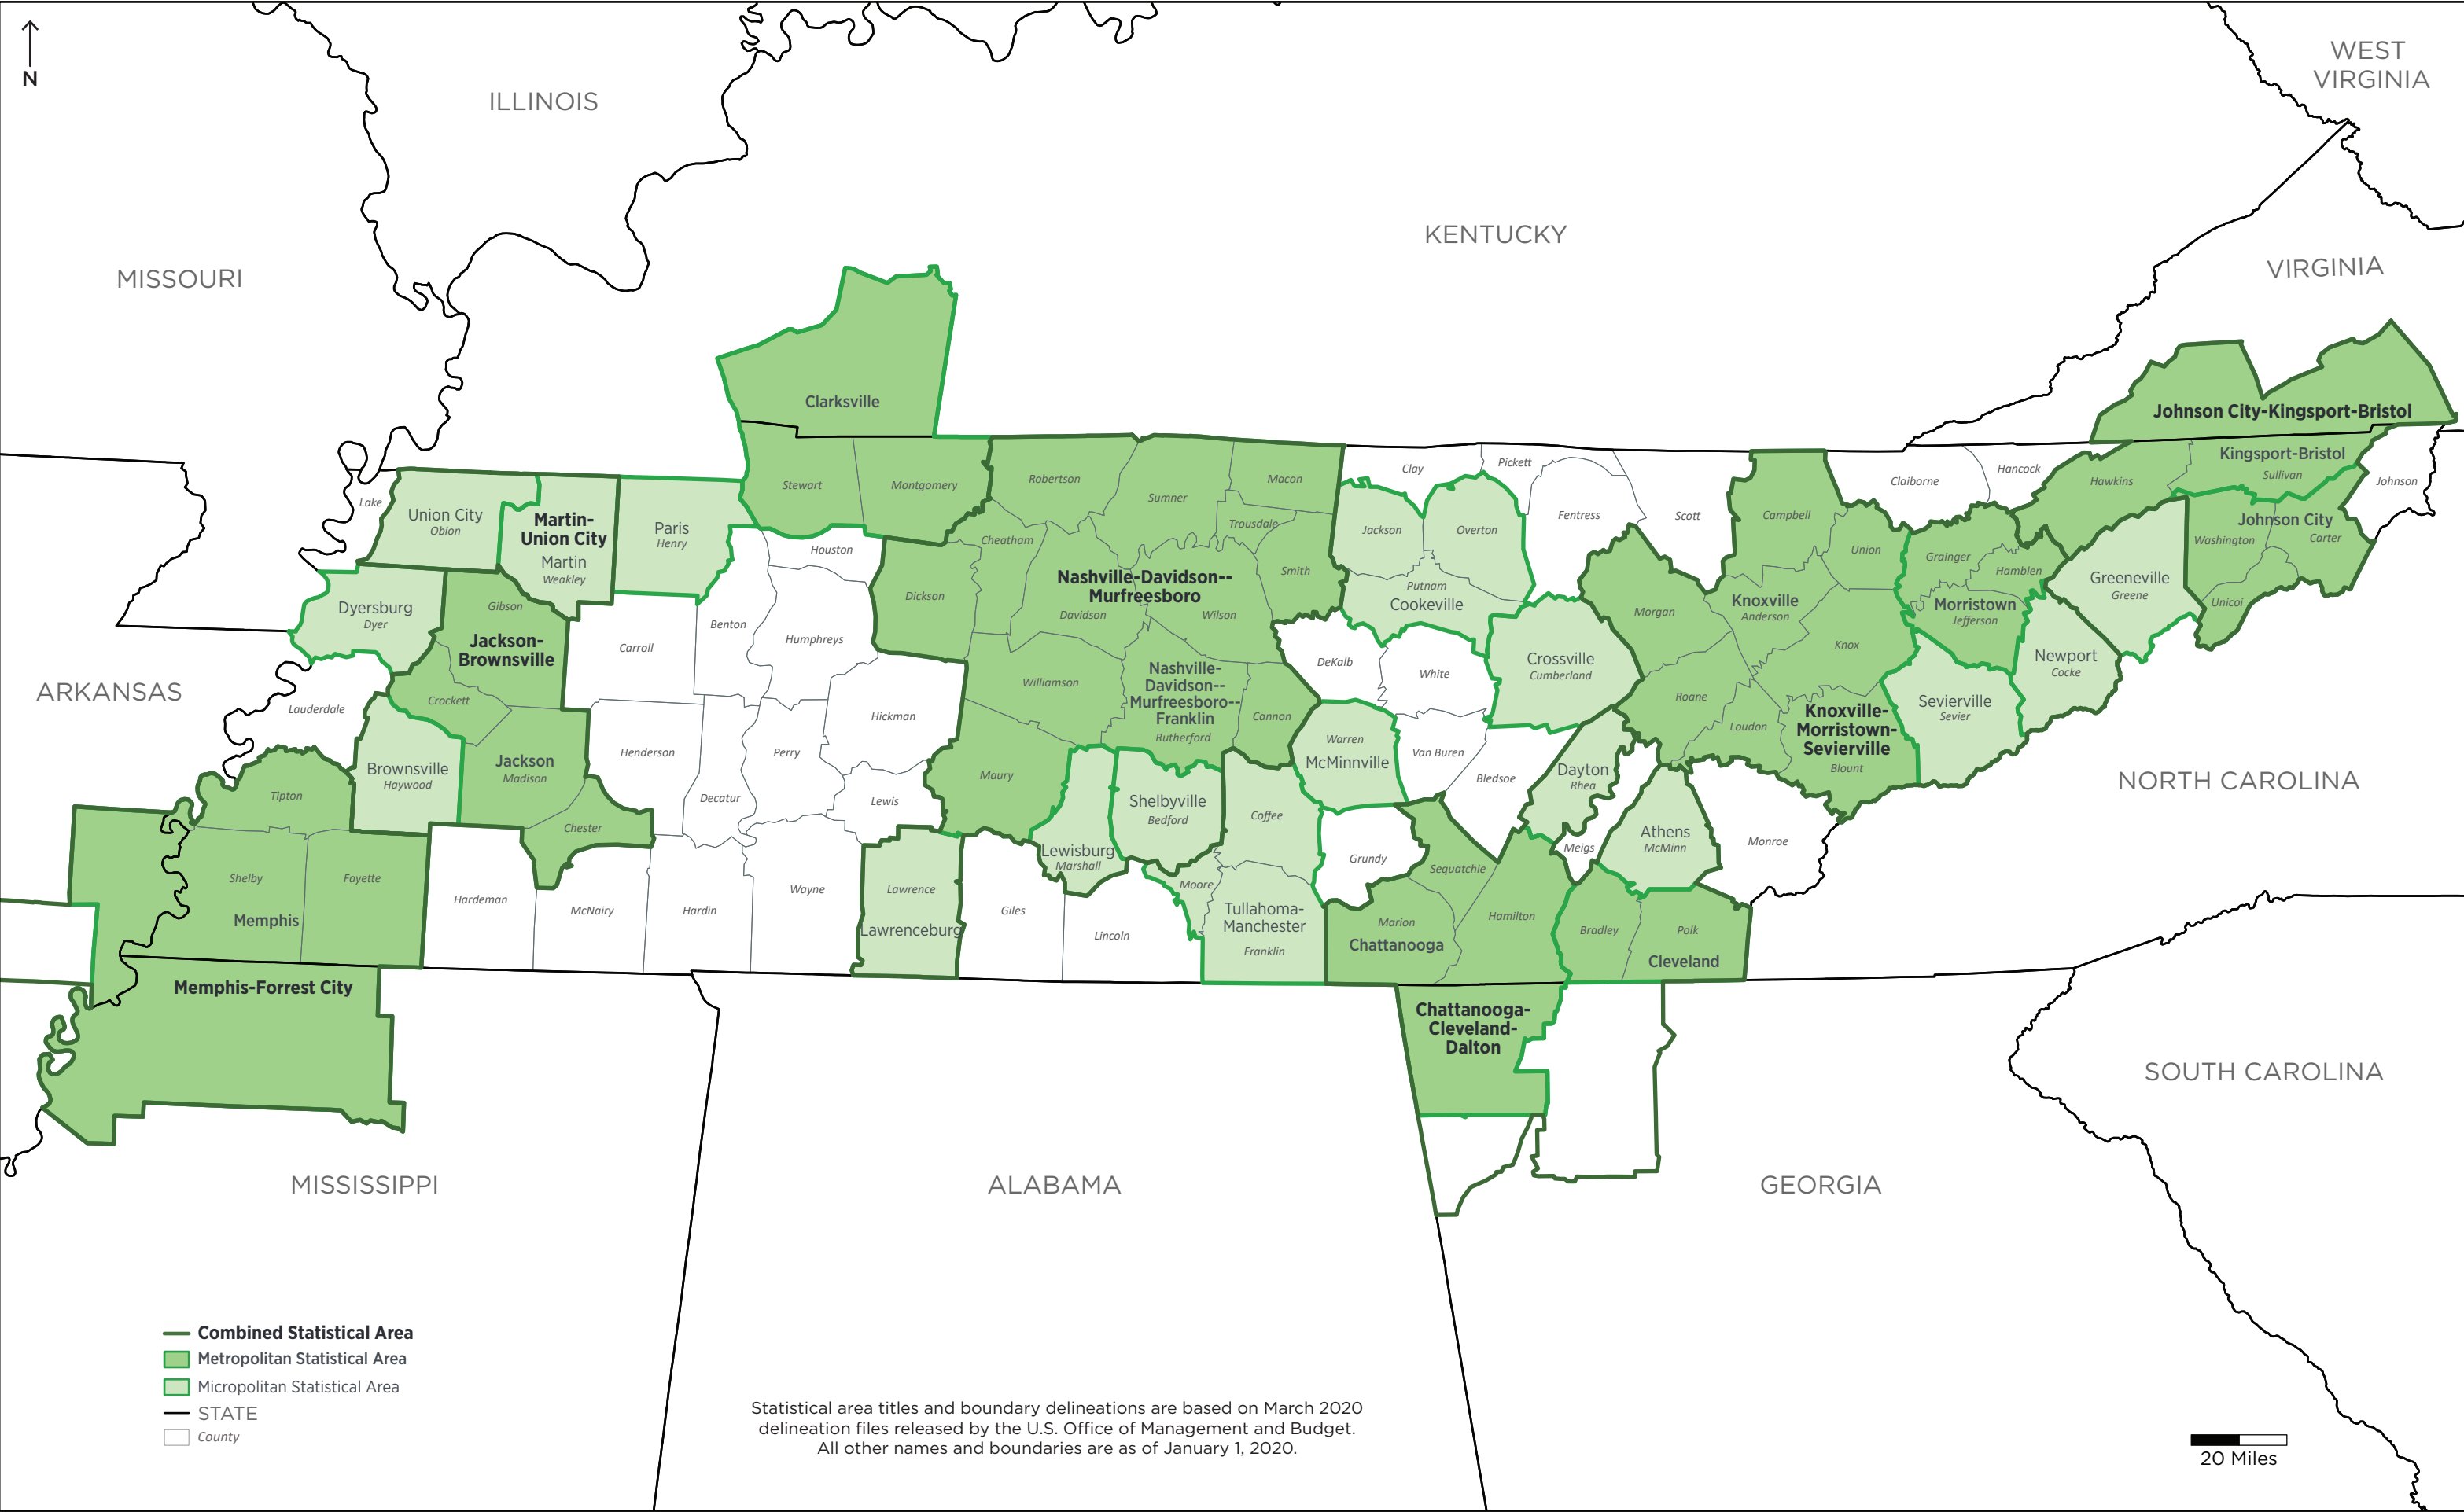 N
ILLINOIS
WEST
VIRGINIA
KENTUCKY
MISSOURI
VIRGINIA
Clarksville
Johnson City-Kingsport-Bristol
Kingsport-Bristol
Sullivan
Hawkins
Johnson
Hancock
Claiborne
Pickett
Clay
Fentress
Scott
Campbell
Union
Macon
Robertson
Sumner
Stewart
Montgomery
Lake
Union City
Obion
Martin-
Union City
Martin
Weakley
Paris
Henry
Houston
Cheatham
Trousdale
Smith
Jackson
Overton
Putnam
Cookeville
Johnson City
Washington
Carter
Unicoi
Greeneville
Greene
Grainger
Hamblen
Morristown
Jefferson
Newport
Cocke
Dyersburg
Dyer
Gibson
Jackson-
Brownsville
Crockett
Carroll
Benton
Humphreys
Dickson
Nashville-Davidson--
Murfreesboro
Davidson
Wilson
Nashville-
Davidson--
Murfreesboro--
Franklin
Rutherford
Williamson
Cannon
DeKalb
White
Crossville
Cumberland
Morgan
Knoxville
Anderson
Knox
Roane
Loudon
Knoxville-
Morristown-
Sevierville
Blount
Sevierville
Sevier
ARKANSAS
Lauderdale
Brownsville
Haywood
Jackson
Madison
Henderson
Perry
Decatur
Hickman
Lewis
Maury
Warren
McMinnville
Van Buren
Bledsoe
Dayton
Rhea
NORTH CAROLINA
Tipton
Chester
Shelbyville
Bedford
Coffee
Lewisburg
Marshall
Moore
Grundy
Sequatchie
Meigs
Athens
McMinn
Monroe
Shelby
Fayette
Memphis
Hardeman
McNairy
Hardin
Wayne
Lawrence
Lawrenceburg
Giles
Lincoln
Tullahoma-
Manchester
Franklin
Marion
Chattanooga
Hamilton
Bradley
Polk
Cleveland
Memphis-Forrest City
Chattanooga-
Cleveland-
Dalton
SOUTH CAROLINA
MISSISSIPPI
ALABAMA
GEORGIA
Combined Statistical Area
Metropolitan Statistical Area
Micropolitan Statistical Area
STATE
County
Statistical area titles and boundary delineations are based on March 2020
delineation files released by the U.S. Office of Management and Budget.
All other names and boundaries are as of January 1, 2020.
20 Miles